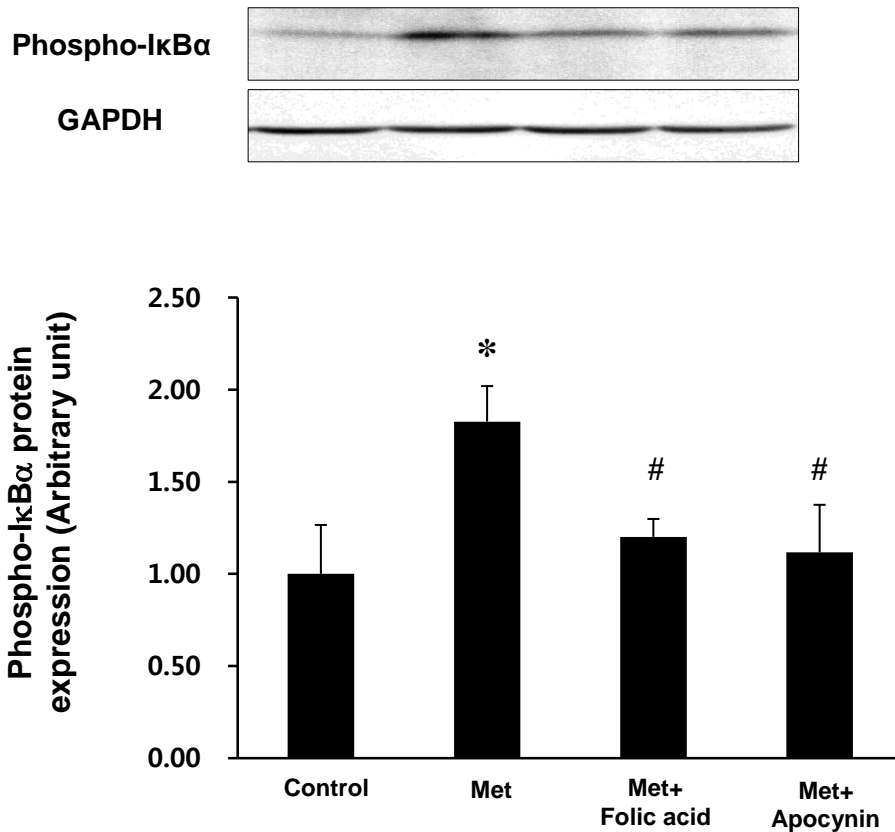 Phospho-IκBα
GAPDH
Phospho-IκBα protein
expression (Arbitrary unit)
2.50
2.00
1.50
1.00
0.50
0.00
*
#
#
Control
Met
Met+
Folic acid
Met+
Apocynin